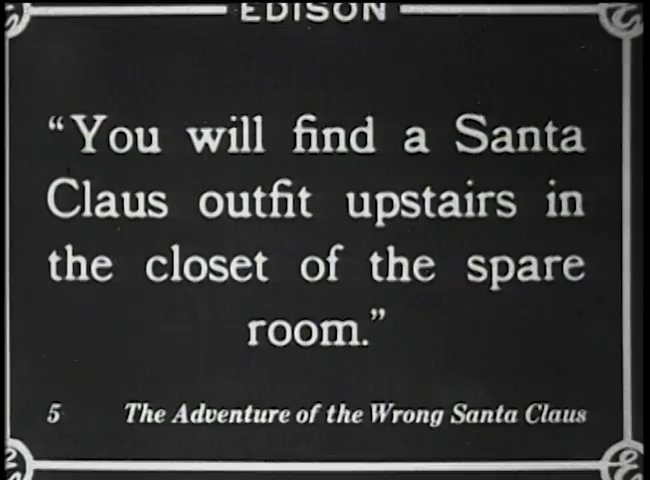 EDISON
“You will find a Santa
Claus outfit upstairs in
the closet of the spare
room.”
5 The Adventure of the Wrong Santa Claus